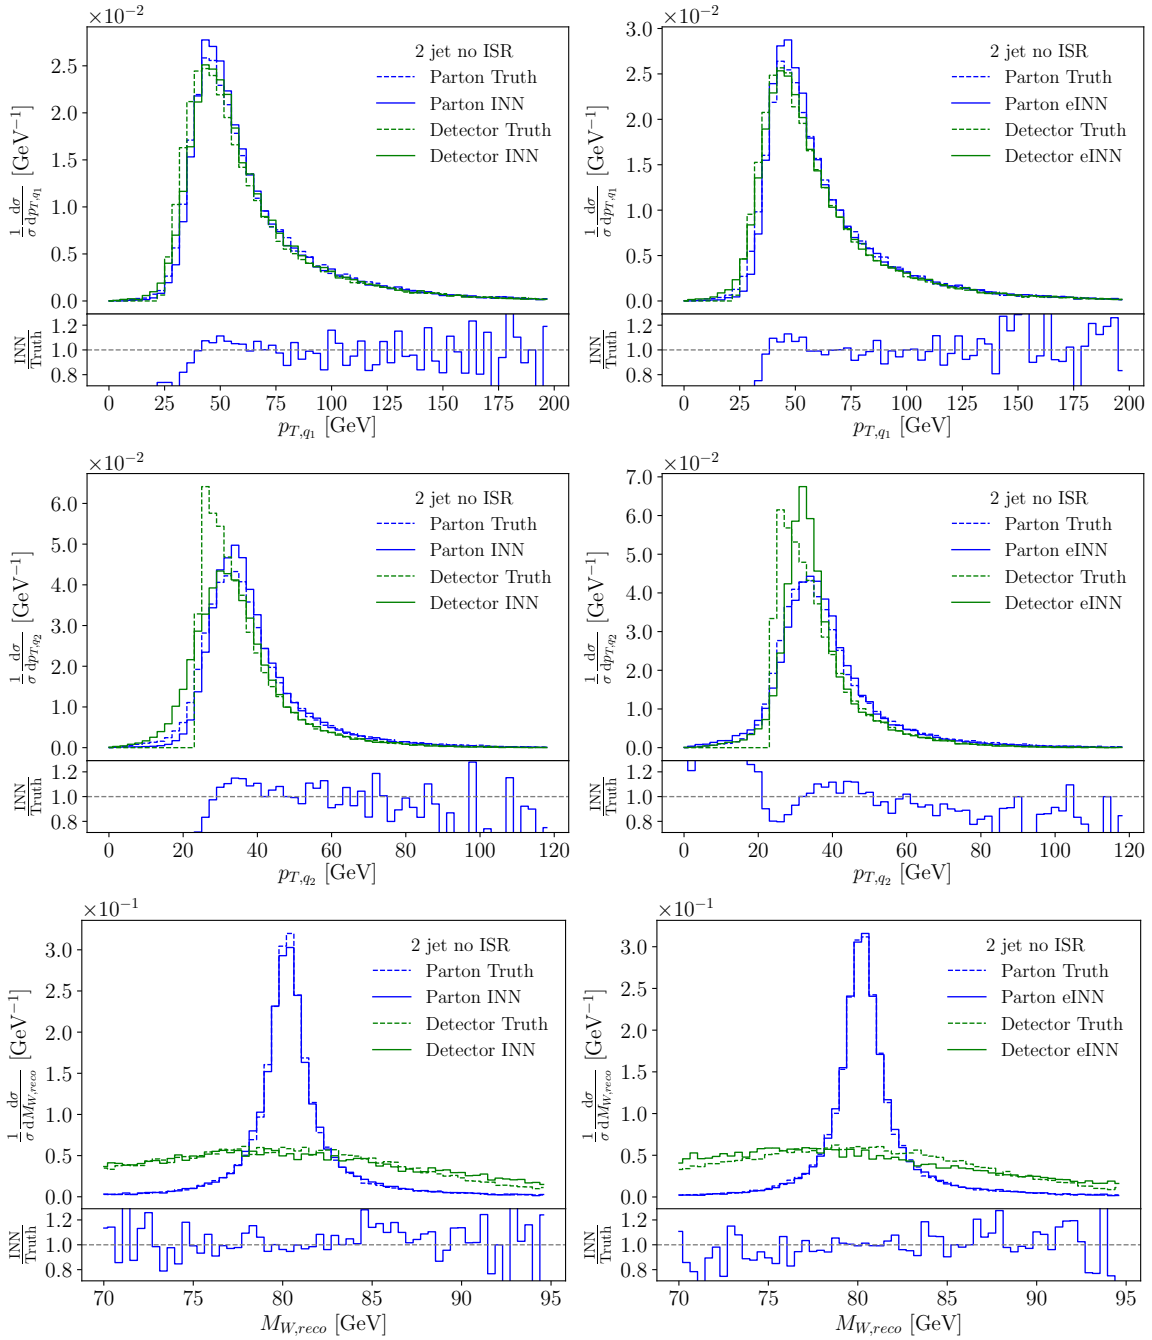 ×10⁻²
2 jet no ISR
Parton Truth
Parton INN
Detector Truth
Detector INN
1/σ dσ/dp_{T,q₁} [GeV⁻¹]
2.5
2.0
1.5
1.0
0.5
0.0
INN/Truth
1.2
1.0
0.8
0 25 50 75 100 125 150 175 200
p_{T,q₁} [GeV]
×10⁻²
2 jet no ISR
Parton Truth
Parton eINN
Detector Truth
Detector eINN
1/σ dσ/dp_{T,q₁} [GeV⁻¹]
3.0
2.5
2.0
1.5
1.0
0.5
0.0
INN/Truth
1.2
1.0
0.8
0 25 50 75 100 125 150 175 200
p_{T,q₁} [GeV]
×10⁻²
2 jet no ISR
Parton Truth
Parton INN
Detector Truth
Detector INN
1/σ dσ/dp_{T,q₂} [GeV⁻¹]
6.0
5.0
4.0
3.0
2.0
1.0
0.0
INN/Truth
1.2
1.0
0.8
0 20 40 60 80 100 120
p_{T,q₂} [GeV]
×10⁻²
2 jet no ISR
Parton Truth
Parton eINN
Detector Truth
Detector eINN
1/σ dσ/dp_{T,q₂} [GeV⁻¹]
7.0
6.0
5.0
4.0
3.0
2.0
1.0
0.0
INN/Truth
1.2
1.0
0.8
0 20 40 60 80 100 120
p_{T,q₂} [GeV]
×10⁻¹
2 jet no ISR
Parton Truth
Parton INN
Detector Truth
Detector INN
1/σ dσ/dM_{W,reco} [GeV⁻¹]
3.0
2.5
2.0
1.5
1.0
0.5
0.0
INN/Truth
1.2
1.0
0.8
70 75 80 85 90 95
M_{W,reco} [GeV]
×10⁻¹
2 jet no ISR
Parton Truth
Parton eINN
Detector Truth
Detector eINN
1/σ dσ/dM_{W,reco} [GeV⁻¹]
3.0
2.5
2.0
1.5
1.0
0.5
0.0
INN/Truth
1.2
1.0
0.8
70 75 80 85 90 95
M_{W,reco} [GeV]